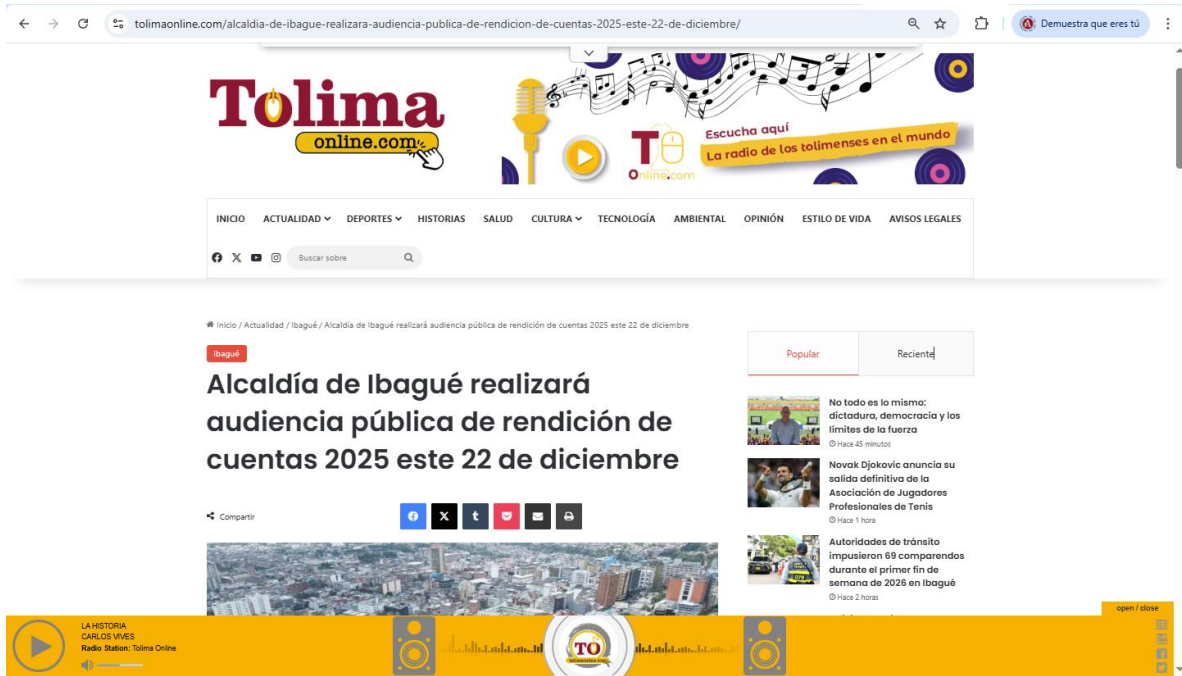 tolimaonline.com/alcaldia-de-ibague-realizara-audiencia-publica-de-rendicion-de-cuentas-2025-este-22-de-diciembre/
Demuestra que eres tú
Tolima
online.com
Escucha aquí
La radio de los tolimenses en el mundo
TO
Online.com
INICIO ACTUALIDAD DEPORTES HISTORIAS SALUD CULTURA TECNOLOGÍA AMBIENTAL OPINIÓN ESTILO DE VIDA AVISOS LEGALES
Buscar sobre
Inicio / Actualidad / Ibagué / Alcaldía de Ibagué realizará audiencia pública de rendición de cuentas 2025 este 22 de diciembre
Ibagué
Alcaldía de Ibagué realizará
audiencia pública de rendición de
cuentas 2025 este 22 de diciembre
Compartir
Popular Reciente
No todo es lo mismo:
dictadura, democracia y los
límites de la fuerza
Hace 45 minutos
Novak Djokovic anuncia su
salida definitiva de la
Asociación de Jugadores
Profesionales de Tenis
Hace 1 hora
Autoridades de tránsito
impusieron 69 comparendos
durante el primer fin de
semana de 2026 en Ibagué
Hace 2 horas
open / close
LA HISTORIA
CARLOS VIVES
Radio Station: Tolima Online
TO